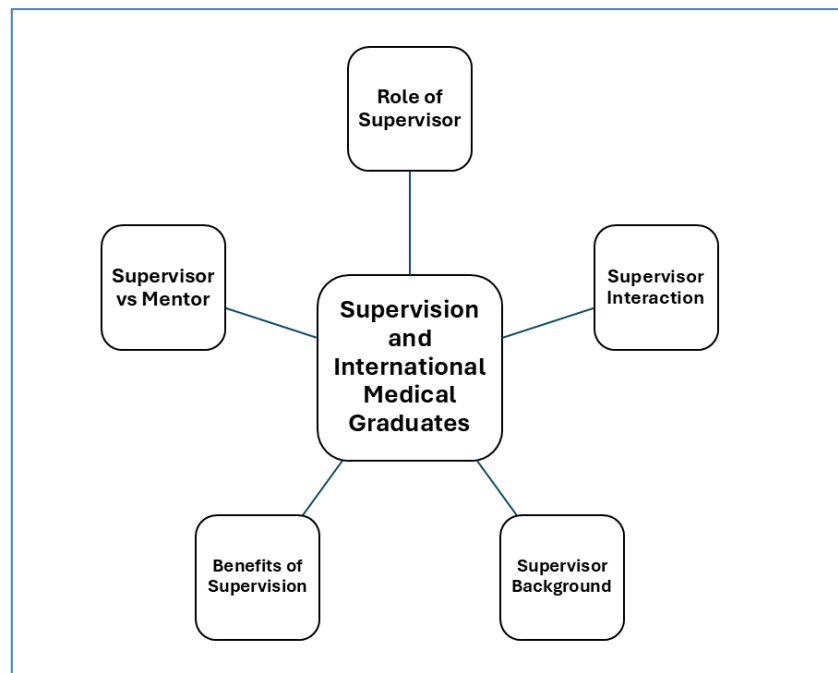 Role of
Supervisor
Supervisor
vs Mentor
Supervisor
Interaction
Supervision
and
International
Medical
Graduates
Benefits of
Supervision
Supervisor
Background